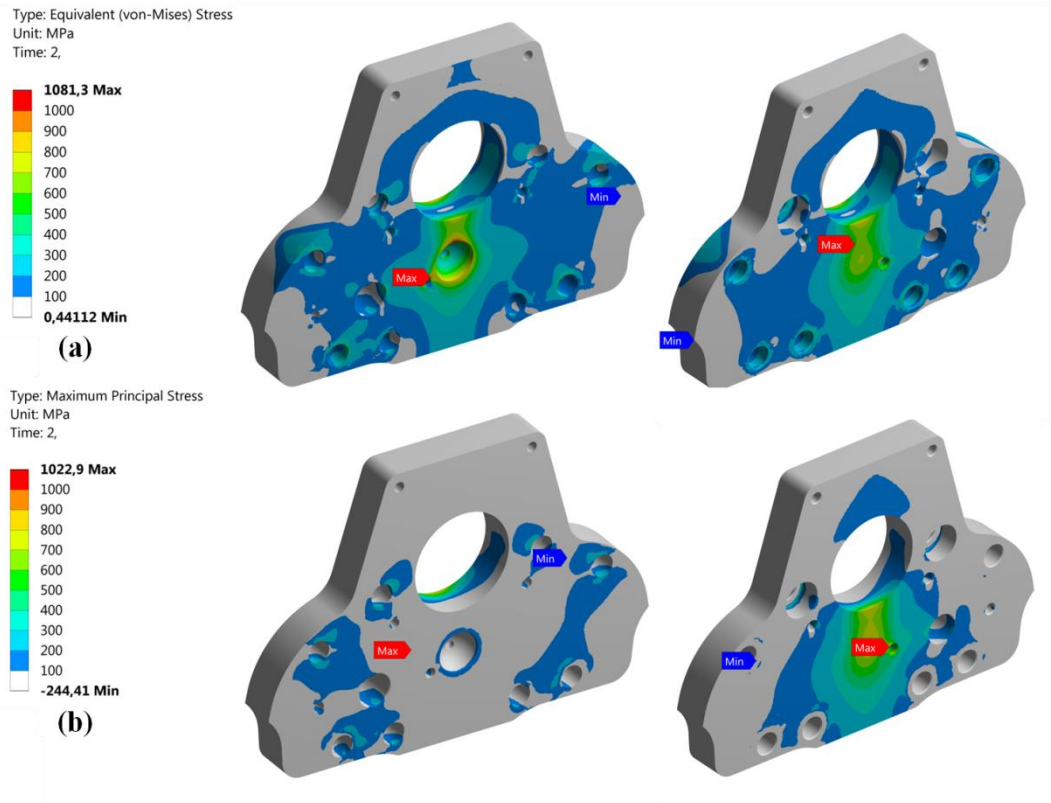 Type: Equivalent (von-Mises) Stress
Unit: MPa
Time: 2,
1081,3 Max
1000
900
800
700
600
500
400
300
200
100
0,44112 Min
(a)
Min
Max
Max
Min
Type: Maximum Principal Stress
Unit: MPa
Time: 2,
1022,9 Max
1000
900
800
700
600
500
400
300
200
100
-244,41 Min
(b)
Min
Max
Max
Min